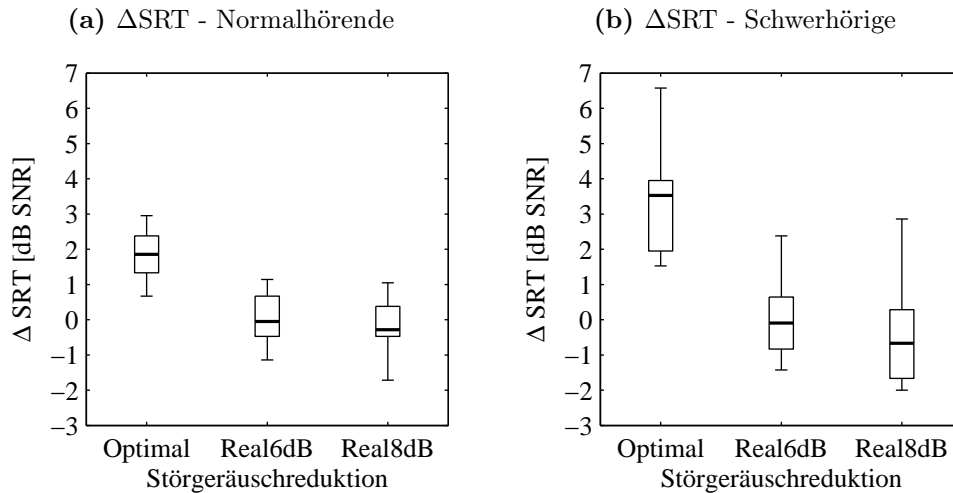 (a) ΔSRT - Normalhörende
7
6
5
4
3
2
1
0
−1
−2
−3
Δ SRT [dB SNR]
Optimal Real6dB Real8dB
Störgeräuschreduktion
(b) ΔSRT - Schwerhörige
7
6
5
4
3
2
1
0
−1
−2
−3
Δ SRT [dB SNR]
Optimal Real6dB Real8dB
Störgeräuschreduktion